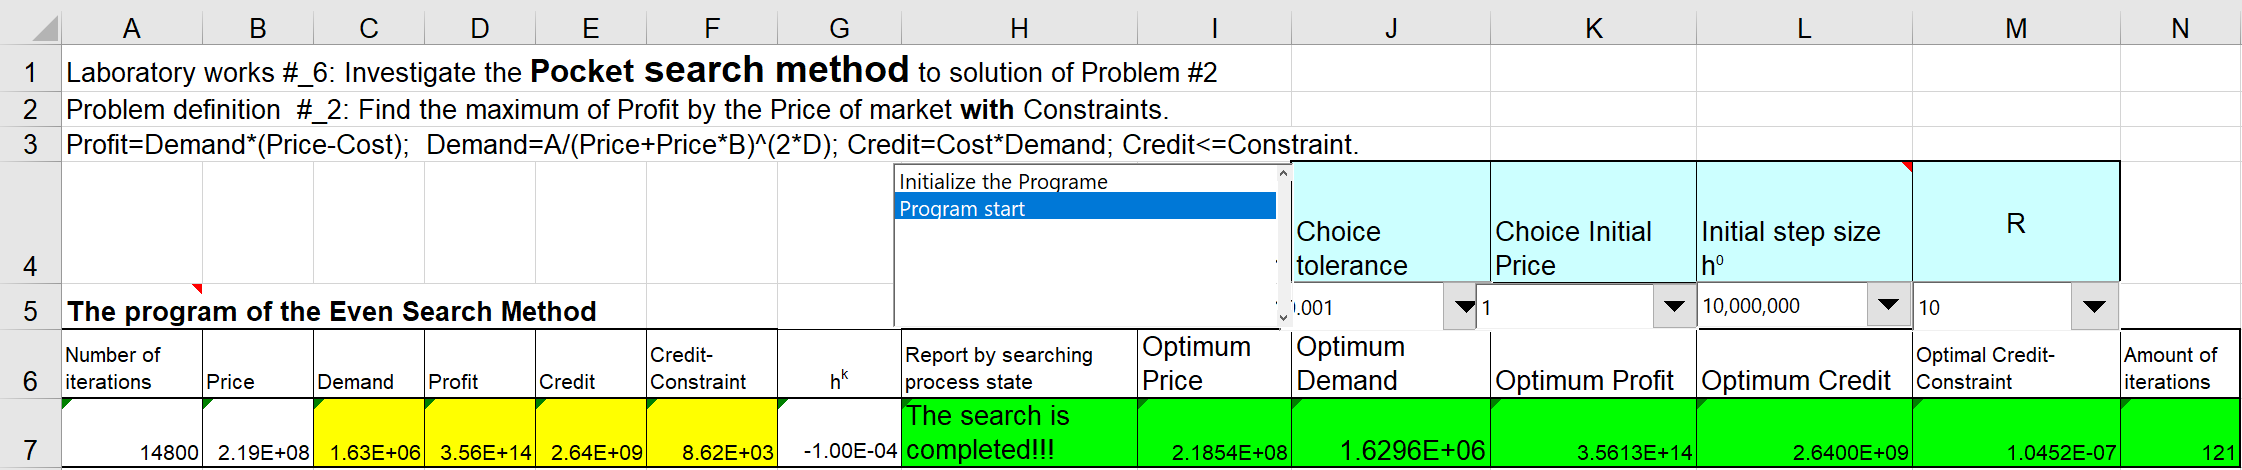 A B C D E F G H I J K L M N
1 Laboratory works #_6: Investigate the Pocket search method to solution of Problem #2
2 Problem definition #_2: Find the maximum of Profit by the Price of market with Constraints.
3 Profit=Demand*(Price-Cost); Demand=A/(Price+Price*B)^(2*D); Credit=Cost*Demand; Credit<=Constraint.
Initialize the Programe
Program start
4 Choice tolerance Choice Initial Price Initial step size h⁰ R
5 The program of the Even Search Method .001 1 10,000,000 10
6 Number of iterations Price Demand Profit Credit Credit-Constraint hᵏ Report by searching process state Optimum Price Optimum Demand Optimum Profit Optimum Credit Optimal Credit-Constraint Amount of iterations
7 14800 2.19E+08 1.63E+06 3.56E+14 2.64E+09 8.62E+03 -1.00E-04 The search is completed!!! 2.1854E+08 1.6296E+06 3.5613E+14 2.6400E+09 1.0452E-07 121